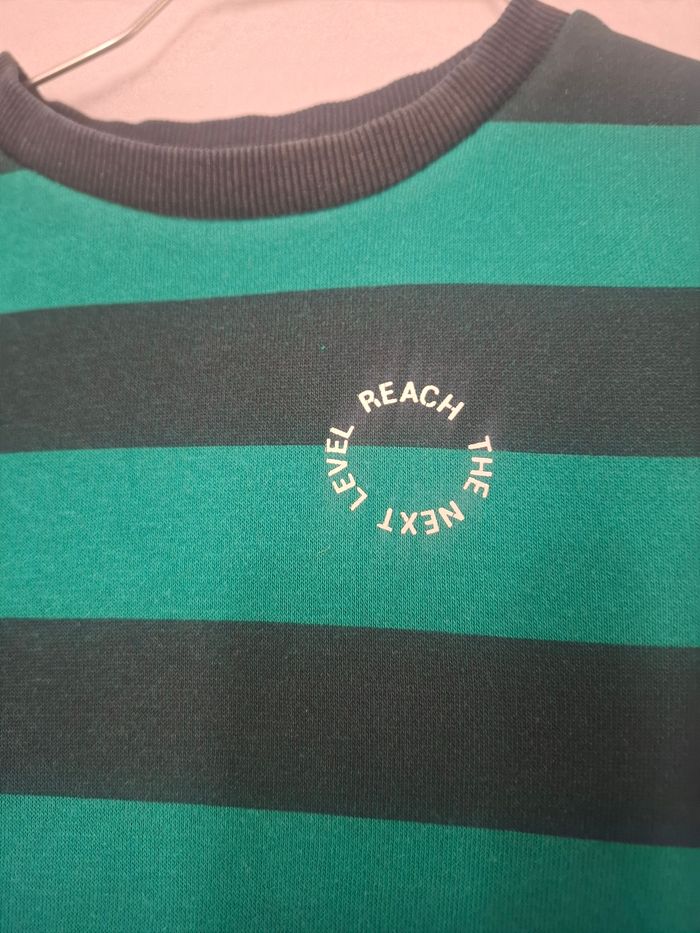 REACH THE NEXT LEVEL